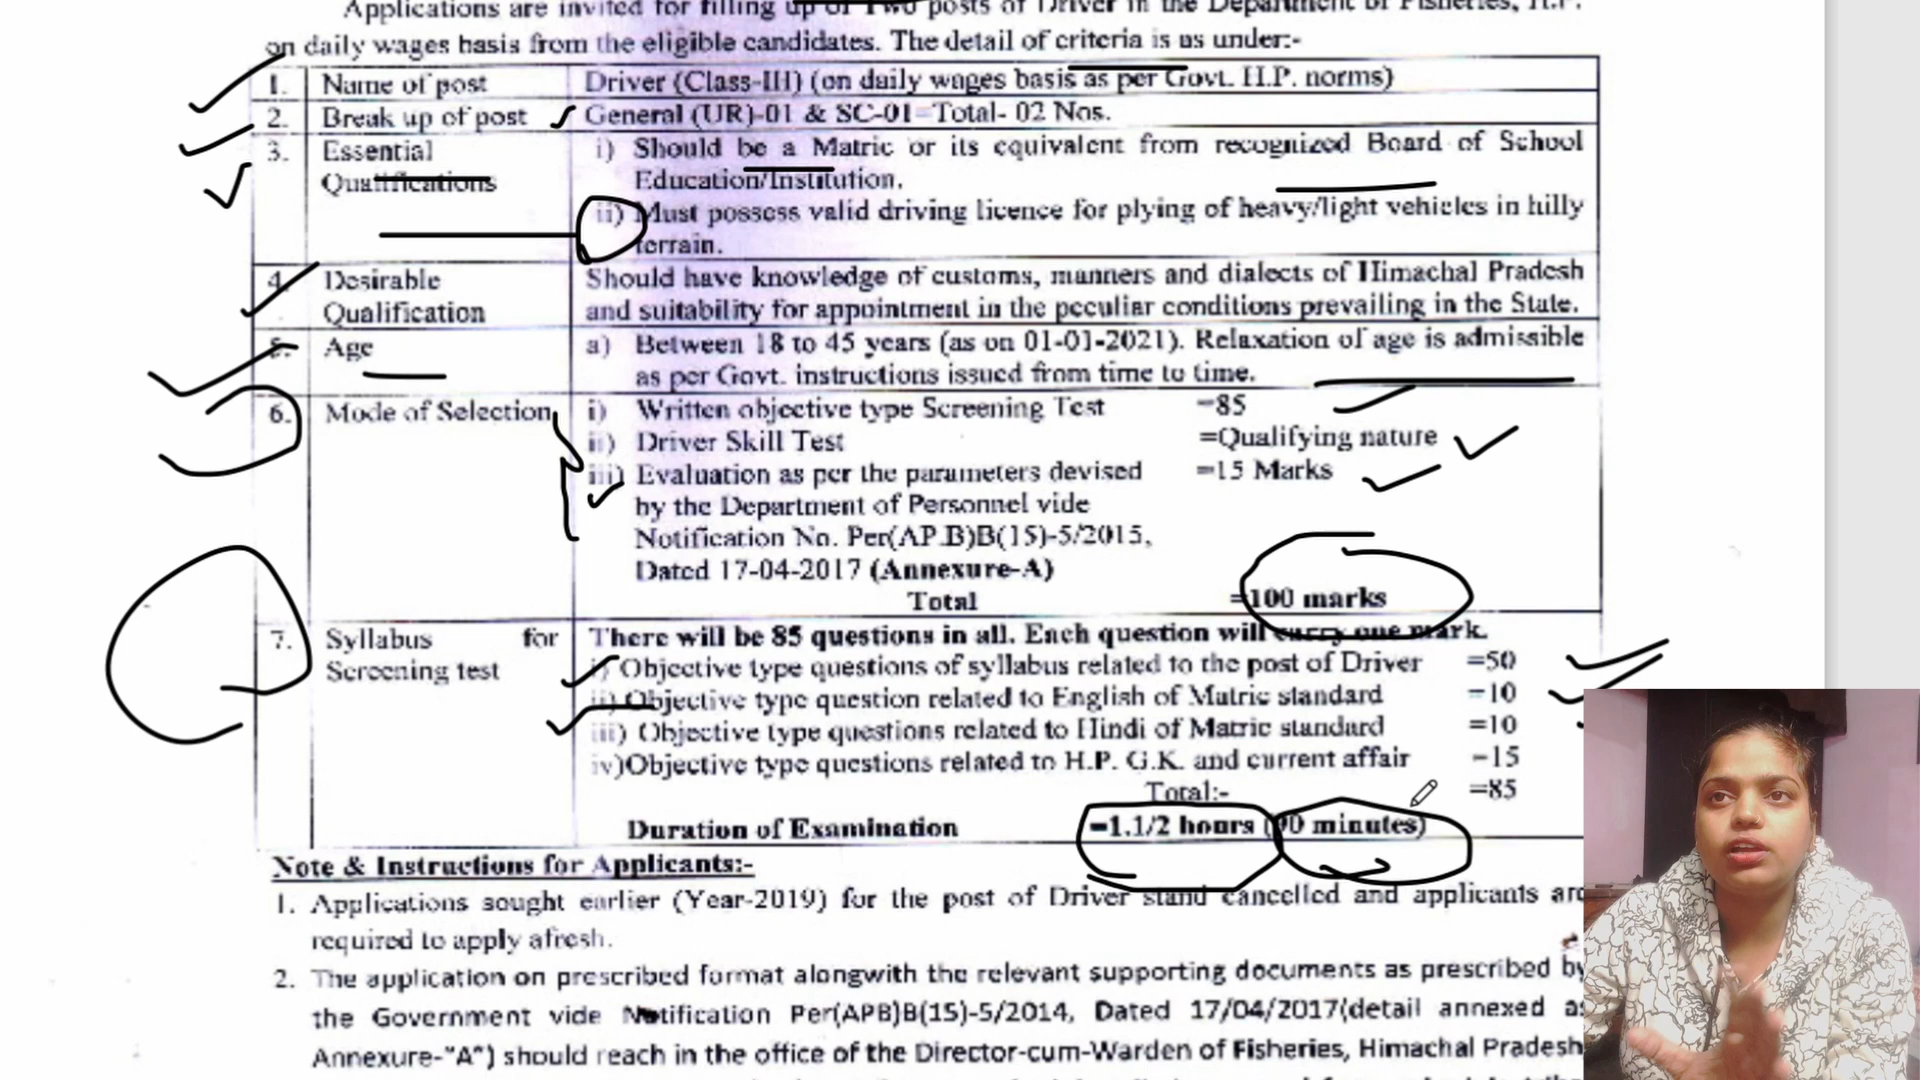 Applications are invited for filling up of Two posts of Driver in the Department of Fisheries, H.P.
on daily wages basis from the eligible candidates. The detail of criteria is as under:-
1. Name of post Driver (Class-III) (on daily wages basis as per Govt. H.P. norms)
2. Break up of post General (UR)-01 & SC-01=Total- 02 Nos.
3. Essential Qualifications i) Should be a Matric or its equivalent from recognized Board of School
Education/Institution.
ii) Must possess valid driving licence for plying of heavy/light vehicles in hilly
terrain.
4. Desirable Qualification Should have knowledge of customs, manners and dialects of Himachal Pradesh
and suitability for appointment in the peculiar conditions prevailing in the State.
5. Age a) Between 18 to 45 years (as on 01-01-2021). Relaxation of age is admissible
as per Govt. instructions issued from time to time.
6. Mode of Selection i) Written objective type Screening Test =85
ii) Driver Skill Test =Qualifying nature
iii) Evaluation as per the parameters devised =15 Marks
by the Department of Personnel vide
Notification No. Per(AP.B)B(15)-5/2015,
Dated 17-04-2017 (Annexure-A)
Total =100 marks
7. Syllabus for Screening test There will be 85 questions in all. Each question will carry one mark.
i) Objective type questions of syllabus related to the post of Driver =50
ii) Objective type question related to English of Matric standard =10
iii) Objective type questions related to Hindi of Matric standard =10
iv)Objective type questions related to H.P. G.K. and current affair =15
Total:- =85
Duration of Examination =1.1/2 hours (90 minutes)
Note & Instructions for Applicants:-
1. Applications sought earlier (Year-2019) for the post of Driver stand cancelled and applicants are
required to apply afresh.
2. The application on prescribed format alongwith the relevant supporting documents as prescribed by
the Government vide Notification Per(APB)B(15)-5/2014, Dated 17/04/2017(detail annexed as
Annexure-"A") should reach in the office of the Director-cum-Warden of Fisheries, Himachal Pradesh